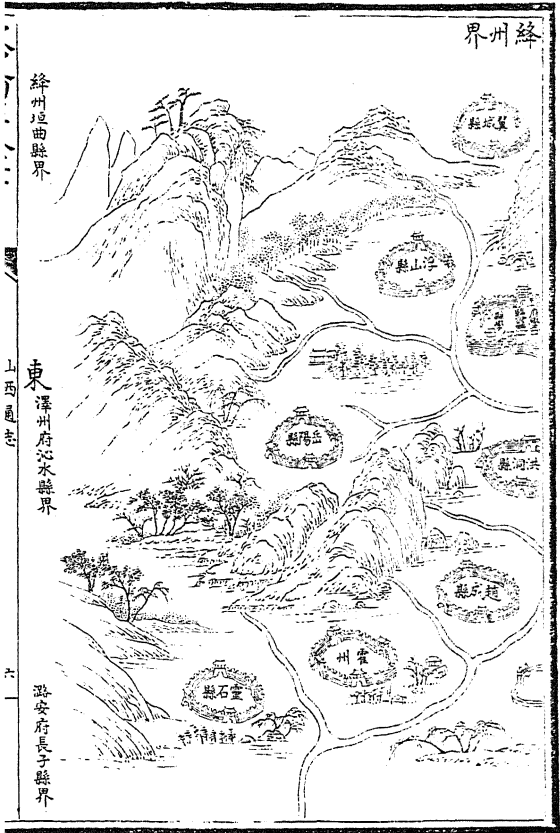 絳州界
翼城縣
浮山縣
岳陽縣
洪洞縣
趙城縣
霍州
靈石縣
絳州垣曲縣界
東
澤州府沁水縣界
潞安府長子縣界
山西通志
六